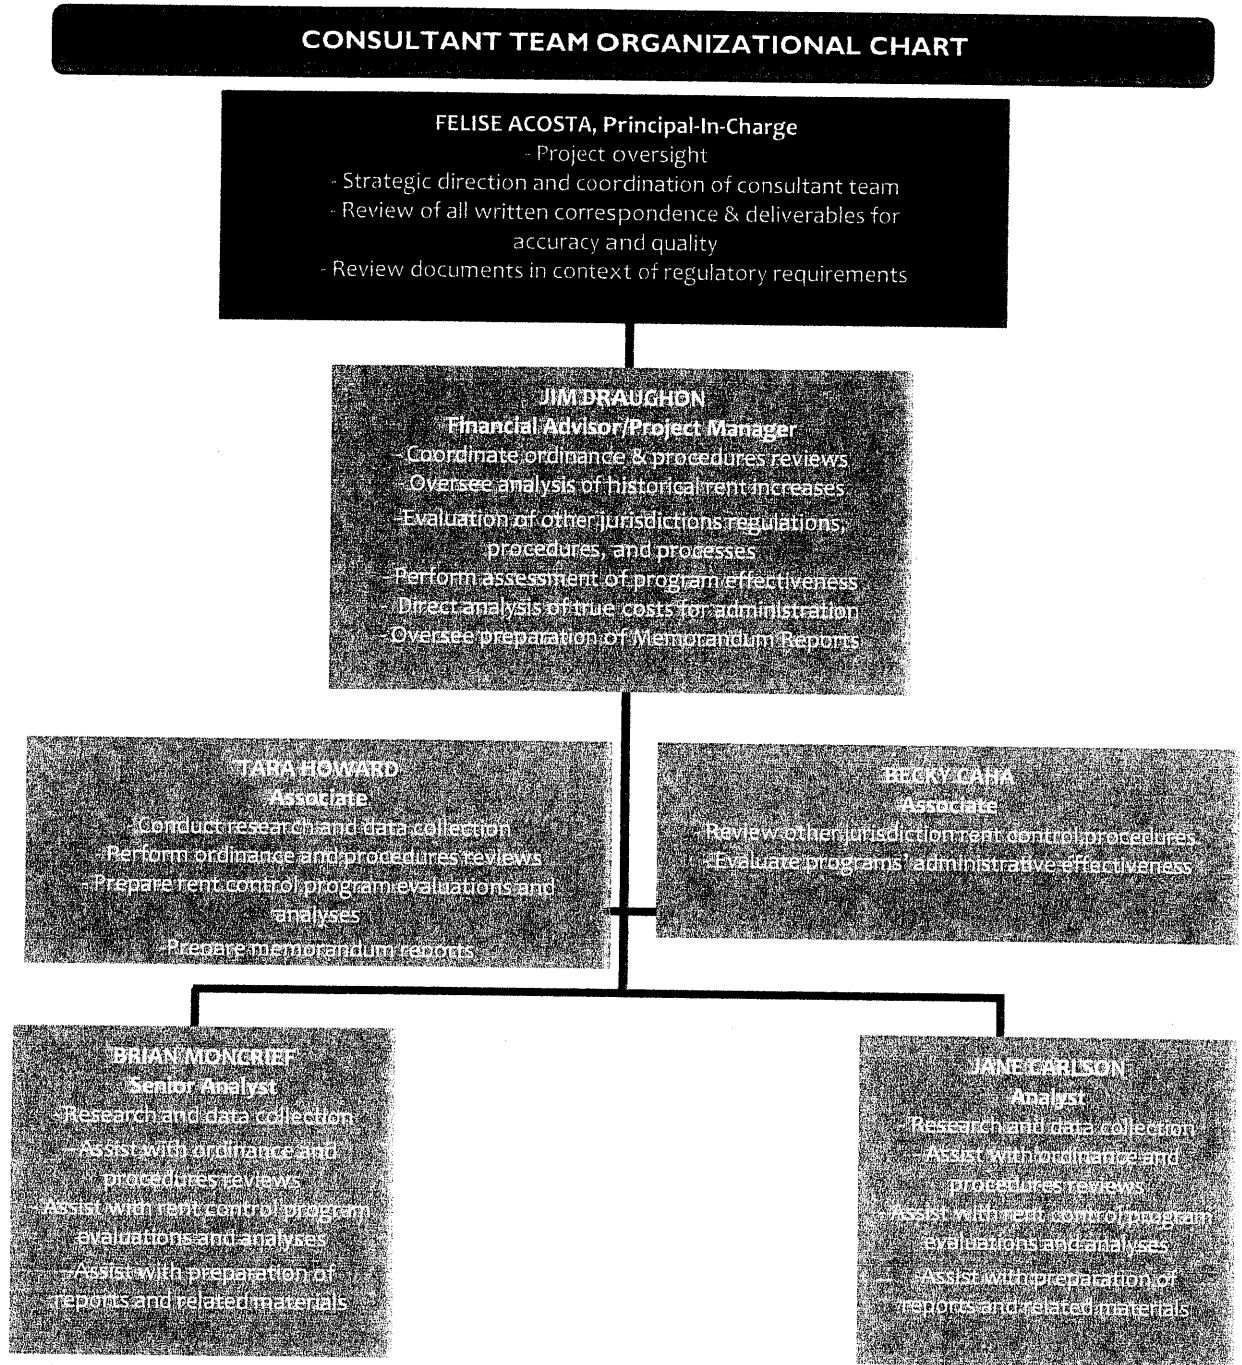 CONSULTANT TEAM ORGANIZATIONAL CHART
FELISE ACOSTA, Principal-In-Charge
- Project oversight
- Strategic direction and coordination of consultant team
- Review of all written correspondence & deliverables for
accuracy and quality
- Review documents in context of regulatory requirements
JIM DRAUGHON
Financial Advisor/Project Manager
- Coordinate ordinance & procedures reviews
- Oversee analysis of historical rent increases
-Evaluation of other jurisdictions regulations,
procedures, and processes
- Perform assessment of program effectiveness
- Direct analysis of true costs for administration
- Oversee preparation of Memorandum Reports
TARA HOWARD
Associate
- Conduct research and data collection
- Perform ordinance and procedures reviews
- Prepare rent control program evaluations and
analyses
-Prepare memorandum reports
BECKY CAHA
Associate
- Review other jurisdiction rent control procedures
- Evaluate programs' administrative effectiveness
BRIAN MONCRIEF
Senior Analyst
- Research and data collection
- Assist with ordinance and
procedures reviews
- Assist with rent control program
evaluations and analyses
- Assist with preparation of
reports and related materials
JANE CARLSON
Analyst
- Research and data collection
- Assist with ordinance and
procedures reviews
- Assist with rent control program
evaluations and analyses
- Assist with preparation of
reports and related materials